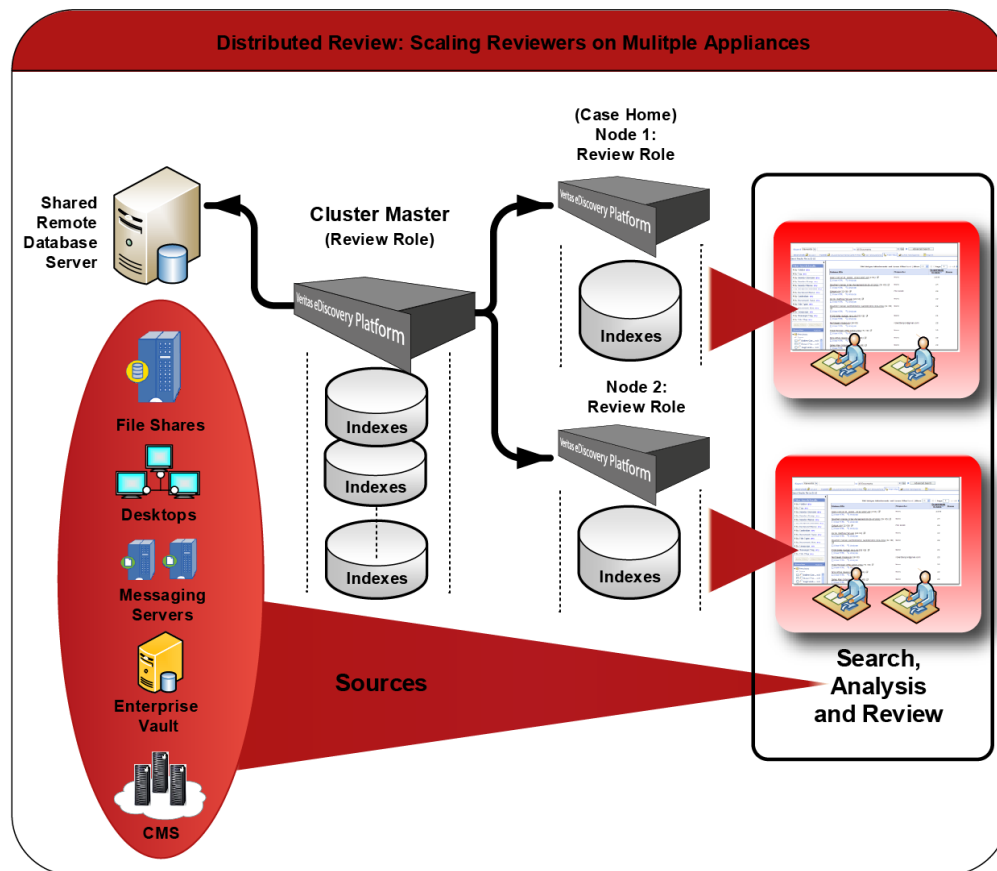 Distributed Review: Scaling Reviewers on Mulitple Appliances
Shared
Remote
Database
Server
Cluster Master
(Review Role)
Veritas eDiscovery Platform
(Case Home)
Node 1:
Review Role
Veritas eDiscovery Platform
Indexes
Indexes
Indexes
Indexes
Node 2:
Review Role
Veritas eDiscovery Platform
Indexes
File Shares
Desktops
Messaging
Servers
Enterprise
Vault
CMS
Sources
Search,
Analysis
and Review